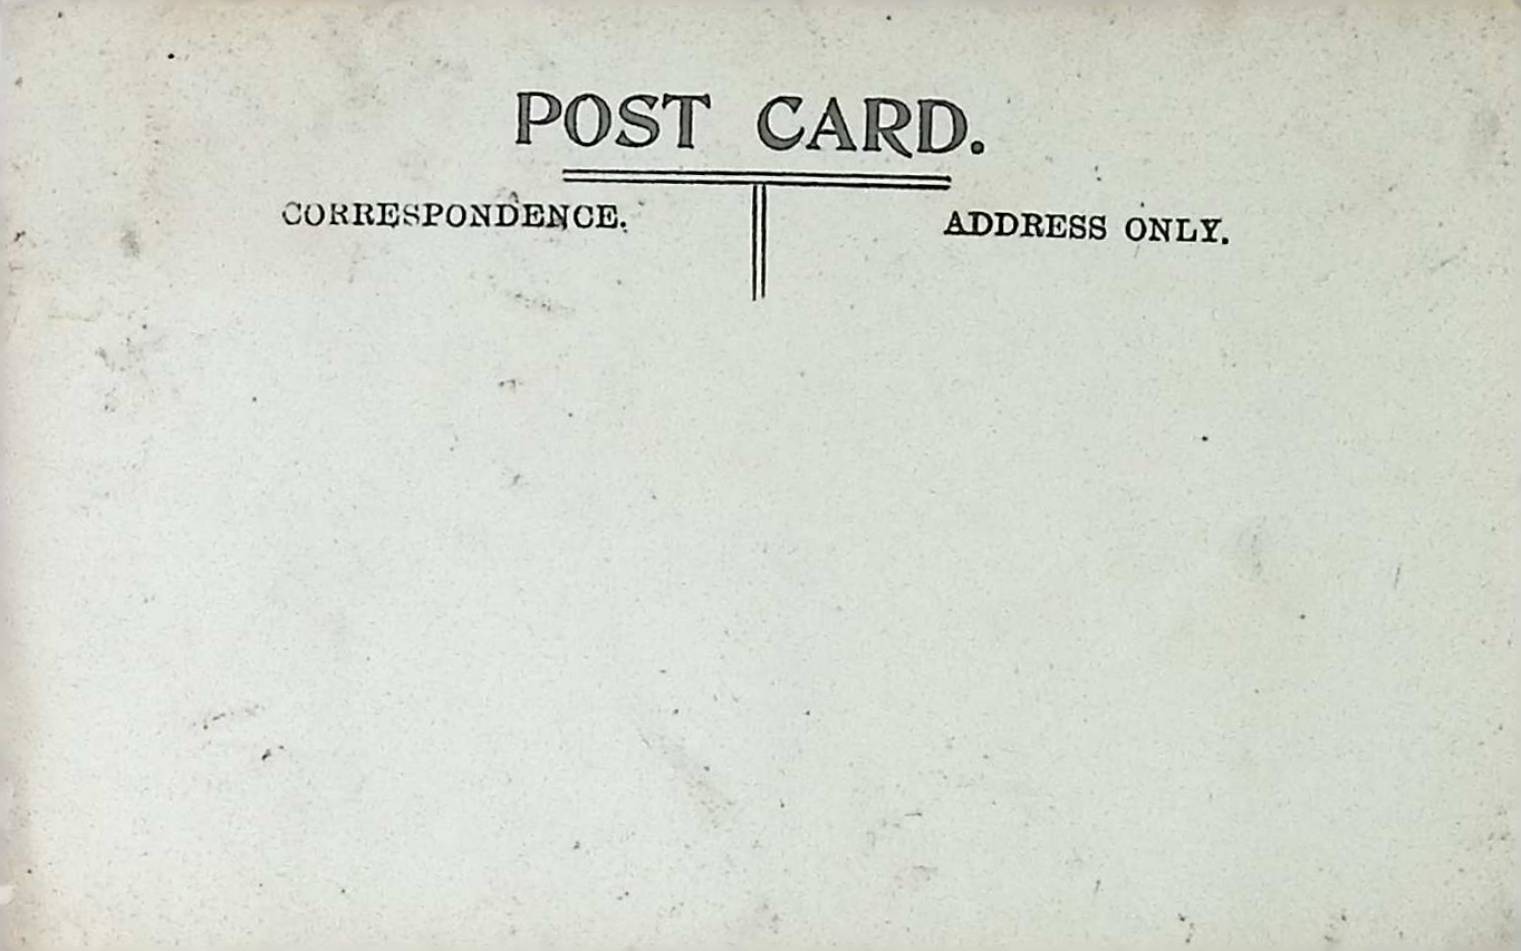 POST CARD.
CORRESPONDENCE.
ADDRESS ONLY.